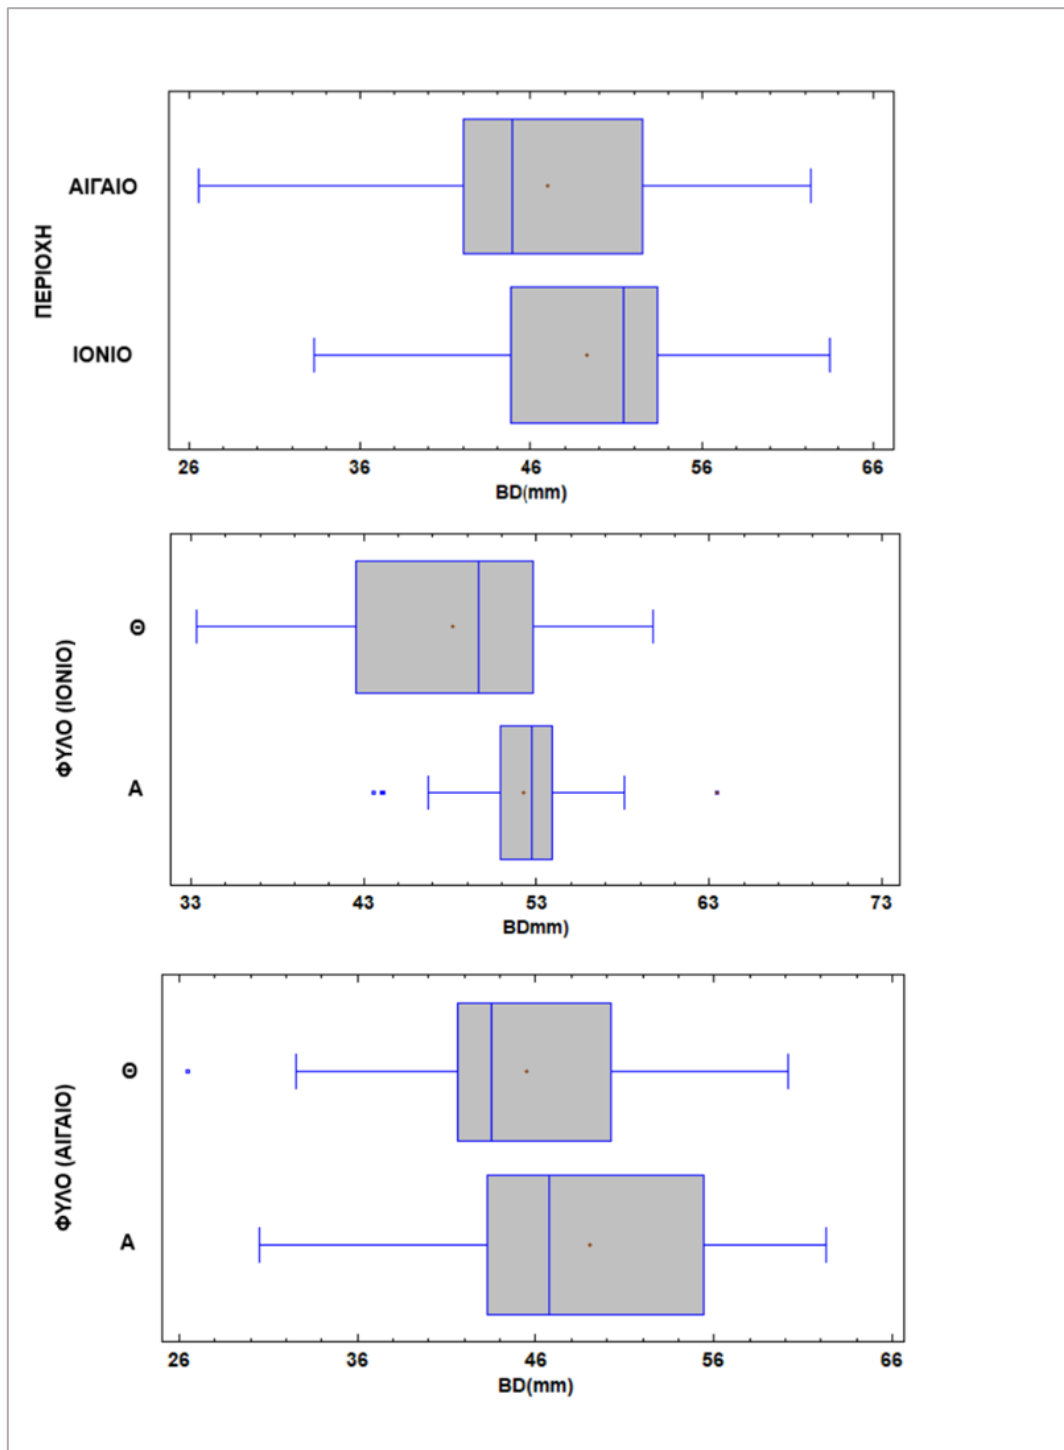 ΠΕΡΙΟΧΗ
ΑΙΓΑΙΟ
ΙΟΝΙΟ
26 36 46 56 66
BD(mm)
ΦΥΛΟ (ΙΟΝΙΟ)
Θ
Α
33 43 53 63 73
BDmm)
ΦΥΛΟ (ΑΙΓΑΙΟ)
Θ
Α
26 36 46 56 66
BD(mm)